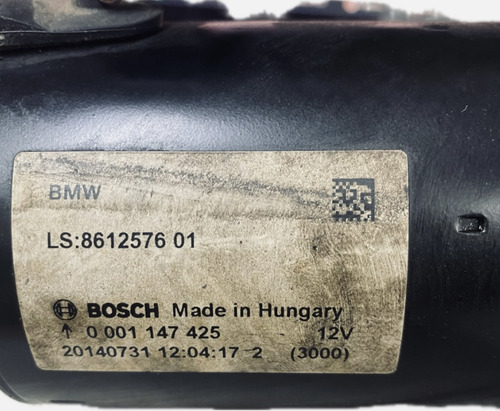 BMW
LS:8612576 01
BOSCH Made in Hungary
↑ 0 001 147 425 12V
20140731 12:04:17 2 (3000)